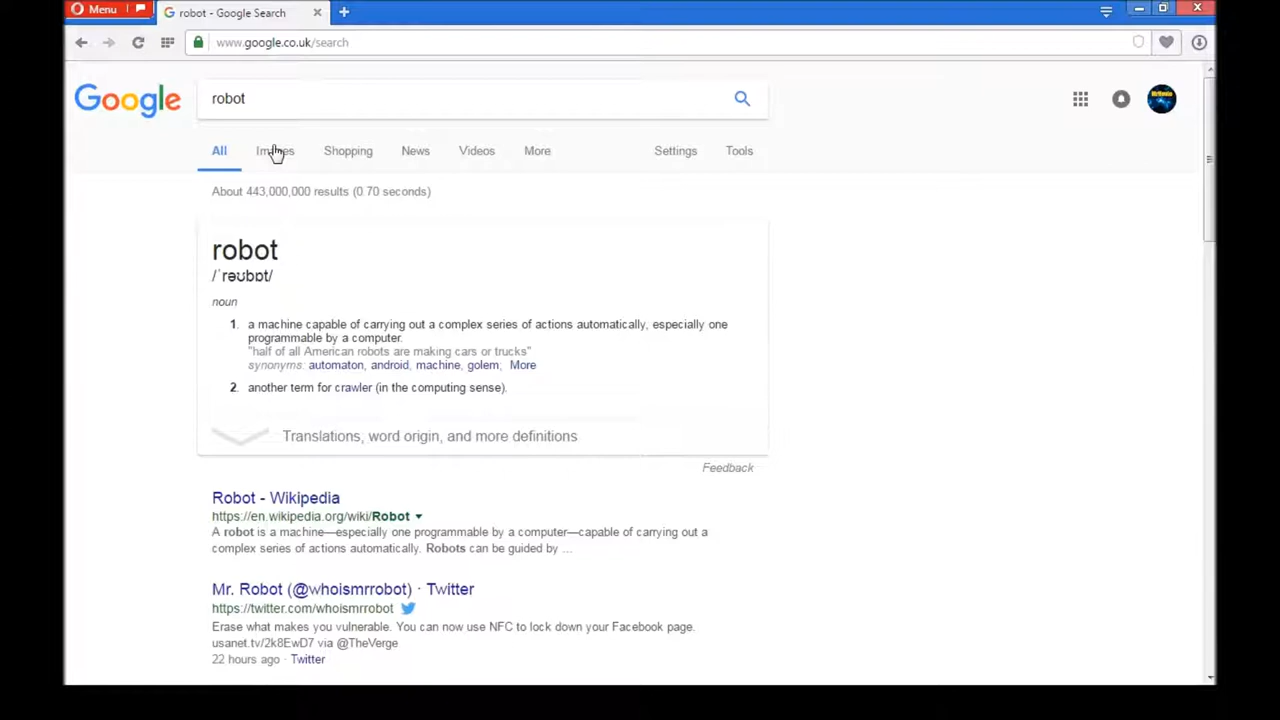 Menu
robot - Google Search
www.google.co.uk/search
Google
robot
All Images Shopping News Videos More Settings Tools
About 443,000,000 results (0.70 seconds)
robot
/ˈrəʊbɒt/
noun
1. a machine capable of carrying out a complex series of actions automatically, especially one
programmable by a computer.
"half of all American robots are making cars or trucks"
synonyms: automaton, android, machine, golem; More
2. another term for crawler (in the computing sense).
Translations, word origin, and more definitions
Feedback
Robot - Wikipedia
https://en.wikipedia.org/wiki/Robot
A robot is a machine—especially one programmable by a computer—capable of carrying out a
complex series of actions automatically. Robots can be guided by ...
Mr. Robot (@whoismrrobot) · Twitter
https://twitter.com/whoismrrobot
Erase what makes you vulnerable. You can now use NFC to lock down your Facebook page.
usanet.tv/2k8EwD7 via @TheVerge
22 hours ago · Twitter